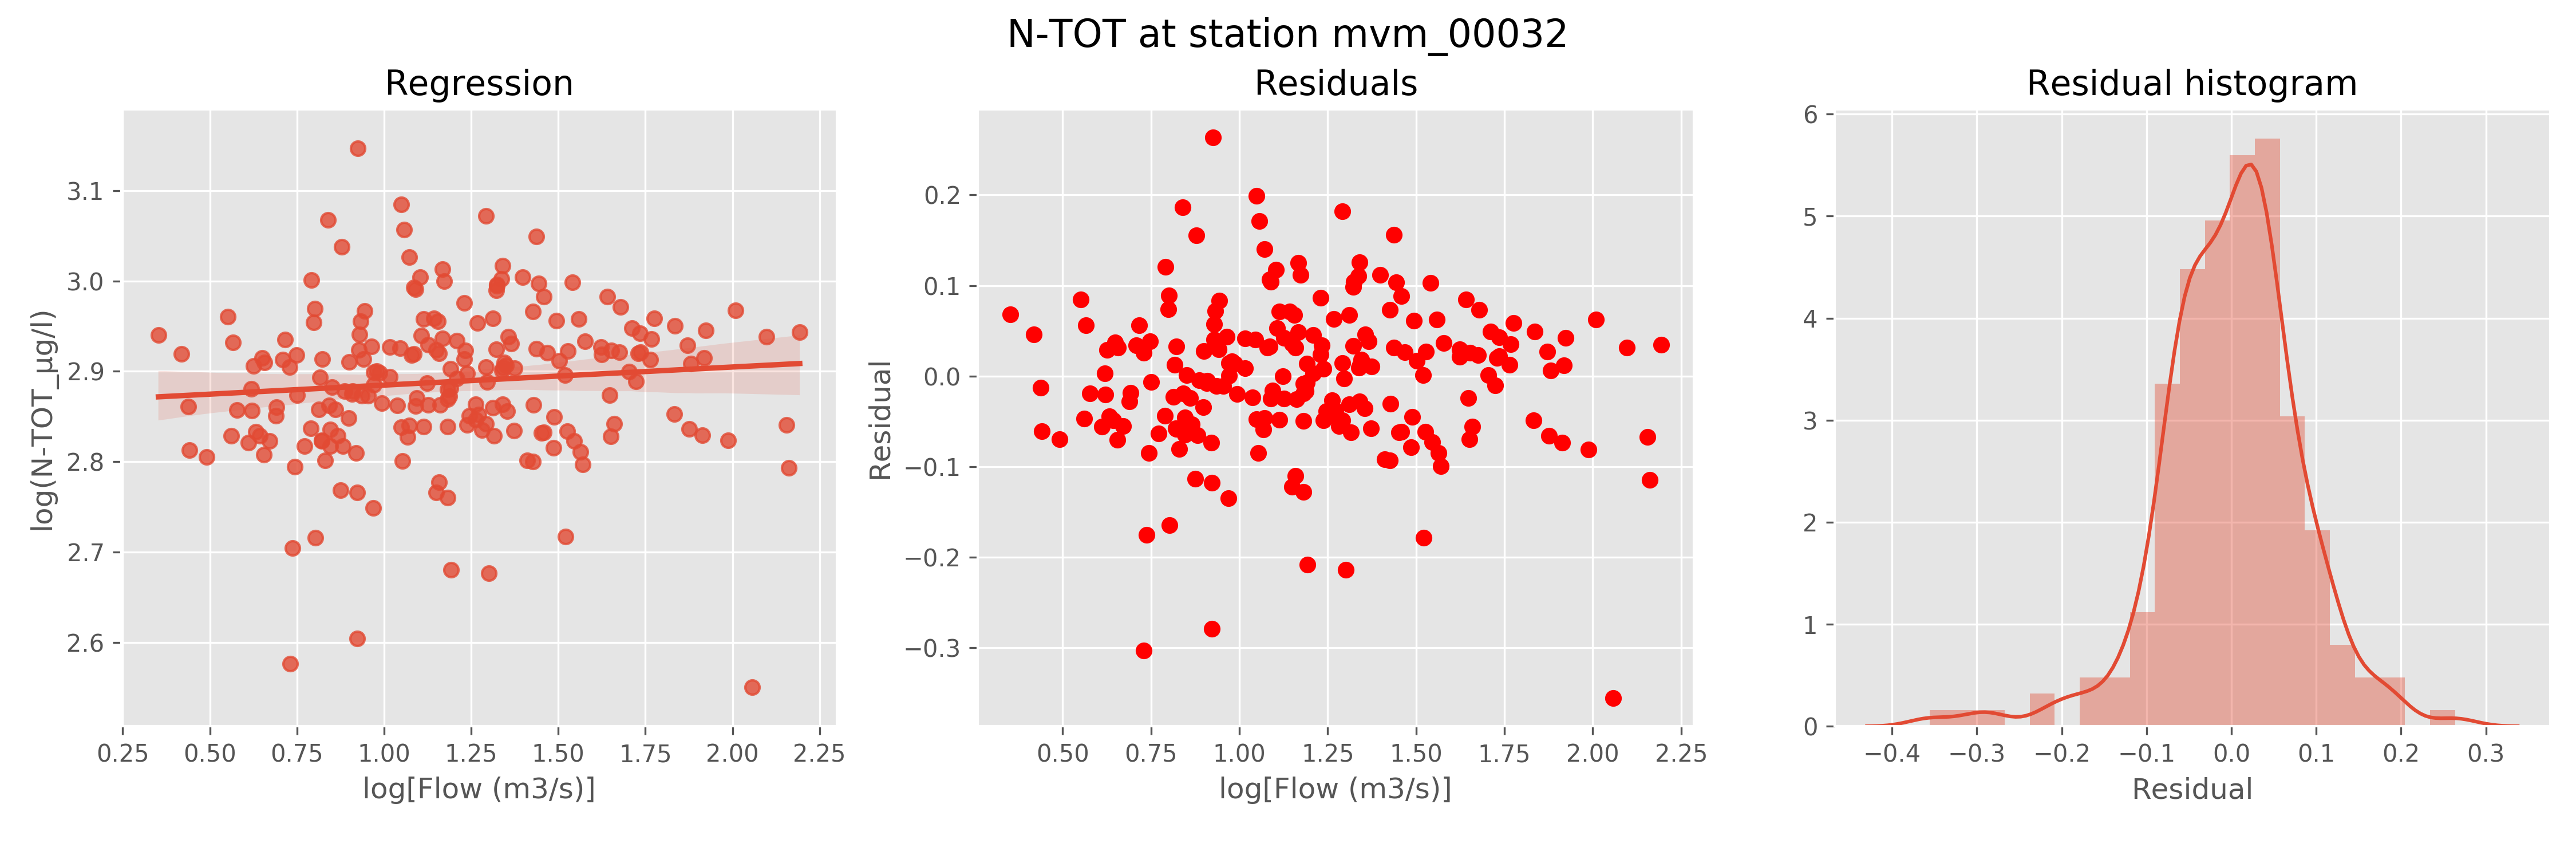 N-TOT at station mvm_00032
Regression
log(N-TOT_µg/l)
3.1
3.0
2.9
2.8
2.7
2.6
0.25 0.50 0.75 1.00 1.25 1.50 1.75 2.00 2.25
log[Flow (m3/s)]
Residuals
Residual
0.2
0.1
0.0
−0.1
−0.2
−0.3
0.50 0.75 1.00 1.25 1.50 1.75 2.00 2.25
log[Flow (m3/s)]
Residual histogram
6
5
4
3
2
1
0
−0.4 −0.3 −0.2 −0.1 0.0 0.1 0.2 0.3
Residual